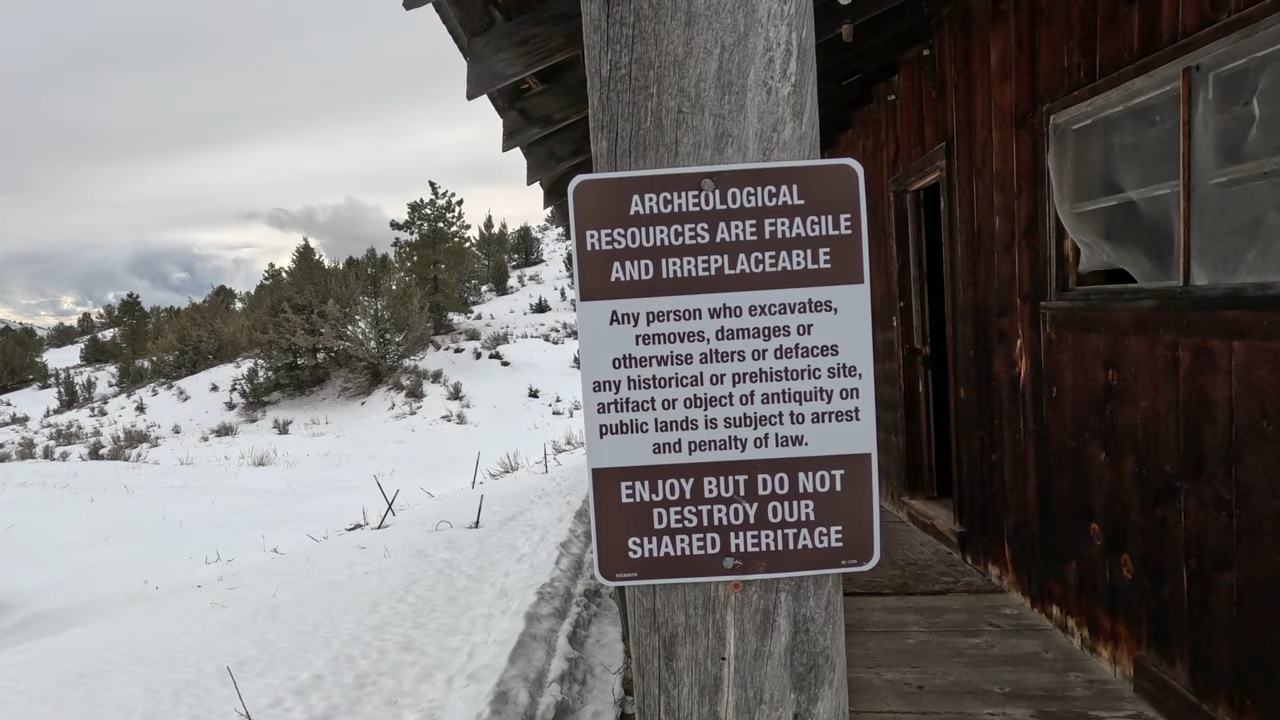 ARCHEOLOGICAL
RESOURCES ARE FRAGILE
AND IRREPLACEABLE
Any person who excavates,
removes, damages or
otherwise alters or defaces
any historical or prehistoric site,
artifact or object of antiquity on
public lands is subject to arrest
and penalty of law.
ENJOY BUT DO NOT
DESTROY OUR
SHARED HERITAGE